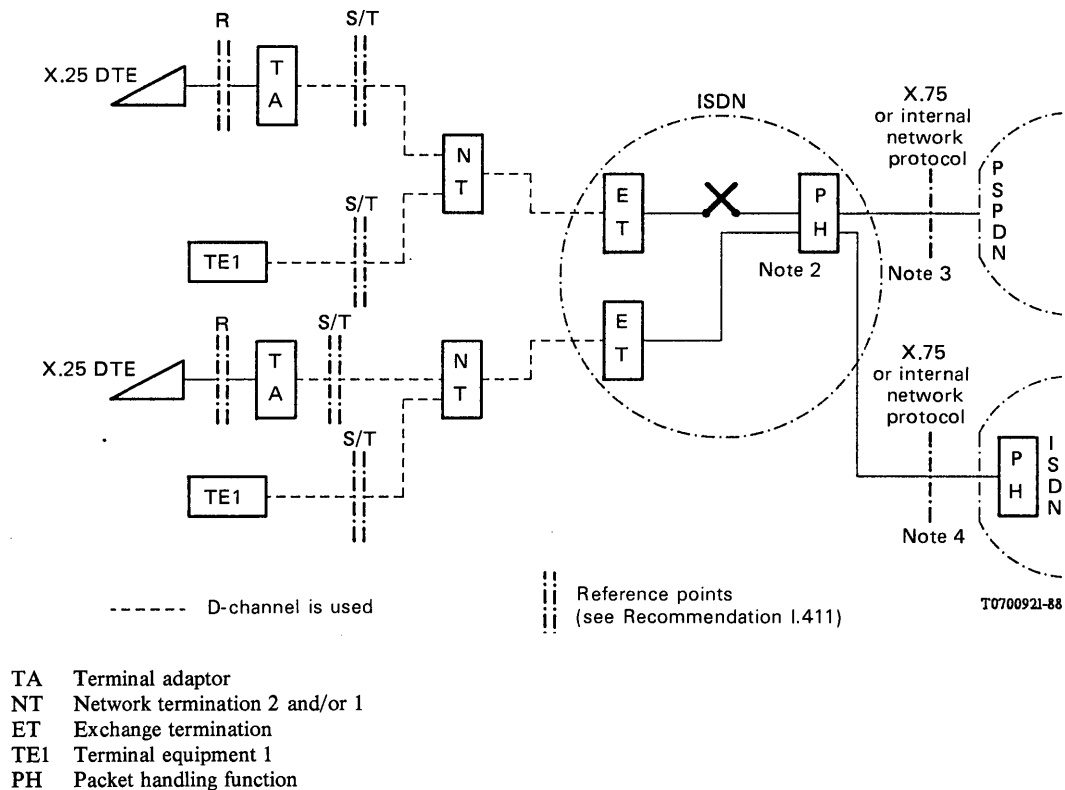 R
S/T
X.25 DTE
T
A
ISDN
X.75
or internal
network
protocol
N
T
P
S
P
D
N
E
T
P
H
S/T
TE1
Note 2
Note 3
R
S/T
E
T
X.25 DTE
T
A
N
T
X.75
or internal
network
protocol
S/T
TE1
P
H
I
S
D
N
Note 4
D-channel is used
Reference points
(see Recommendation I.411)
T0700921-88
TA Terminal adaptor
NT Network termination 2 and/or 1
ET Exchange termination
TE1 Terminal equipment 1
PH Packet handling function